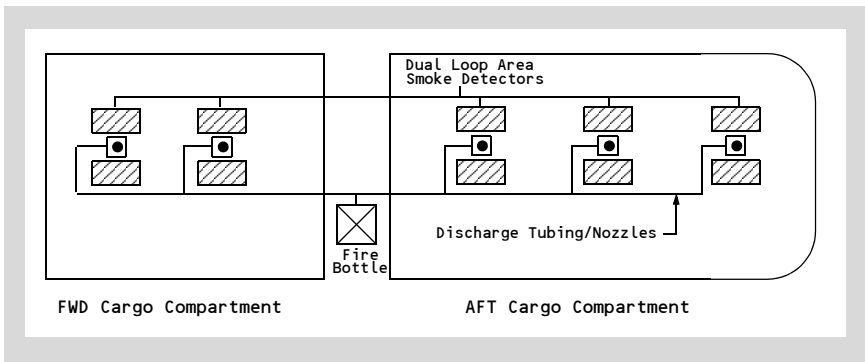 Dual Loop Area
Smoke Detectors
Discharge Tubing/Nozzles
Fire
Bottle
FWD Cargo Compartment
AFT Cargo Compartment